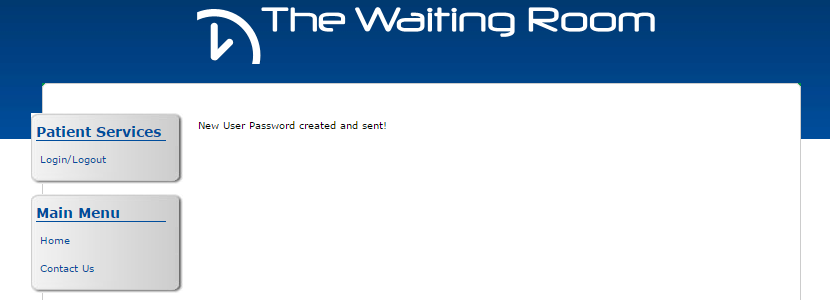 The Waiting Room
Patient Services
Login/Logout
New User Password created and sent!
Main Menu
Home
Contact Us